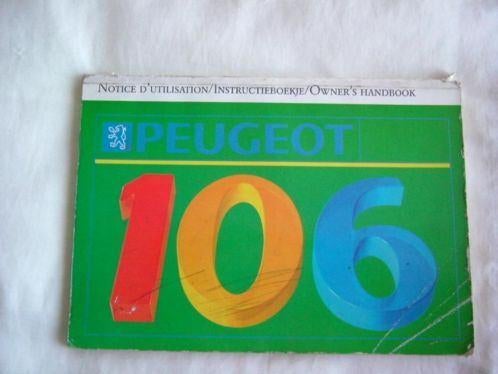 NOTICE D'UTILISATION/INSTRUCTIEBOEKJE/OWNER'S HANDBOOK
PEUGEOT
106